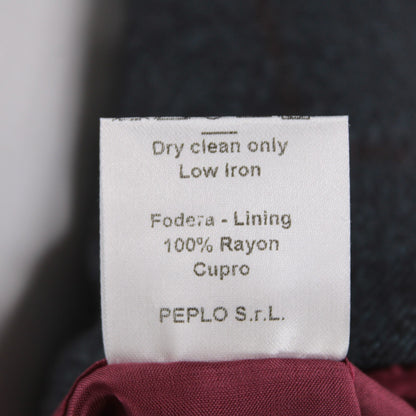 Dry clean only
Low Iron
Fodera - Lining
100% Rayon
Cupro
PEPLO S.r.L.